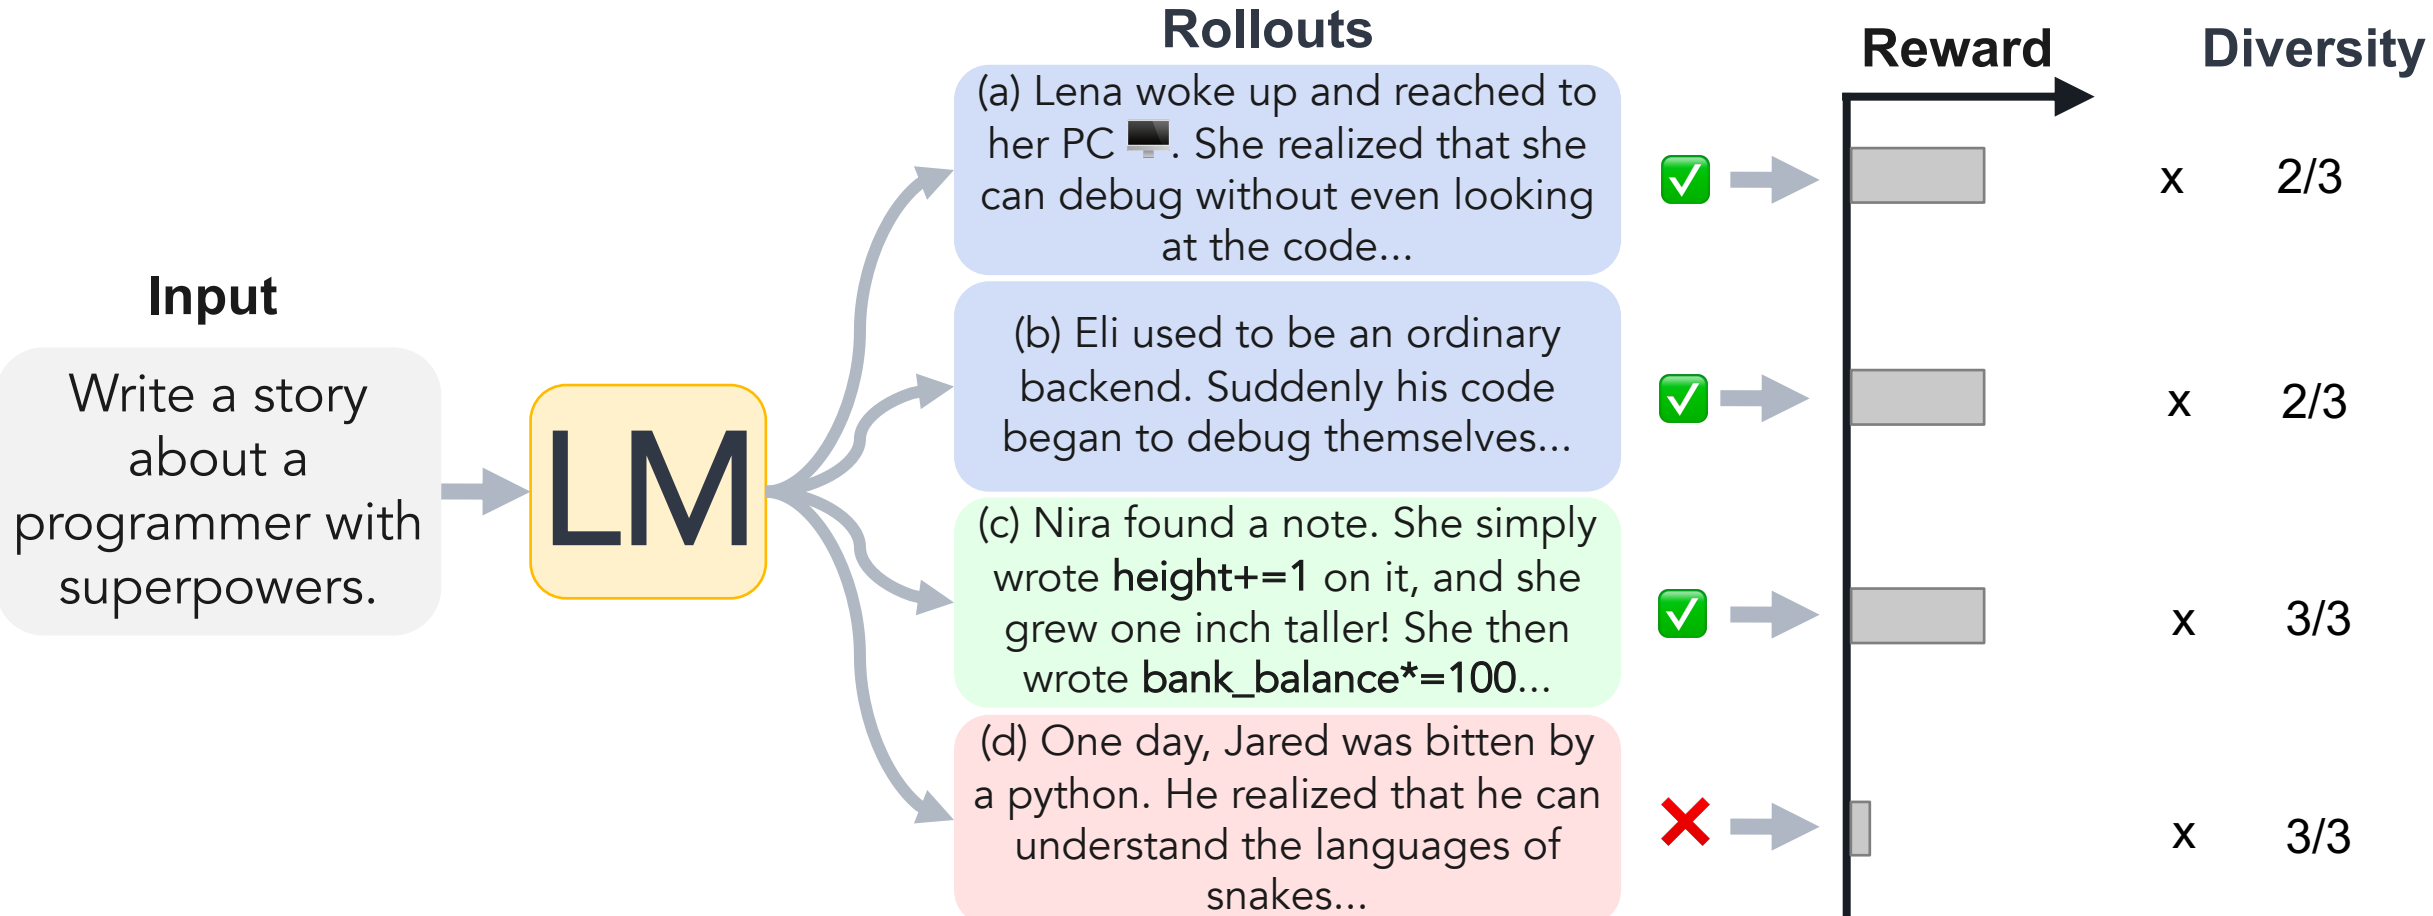 Rollouts
Reward
Diversity
Input
Write a story
about a
programmer with
superpowers.
LM
(a) Lena woke up and reached to
her PC 🖥️. She realized that she
can debug without even looking
at the code...
x 2/3
(b) Eli used to be an ordinary
backend. Suddenly his code
began to debug themselves...
x 2/3
(c) Nira found a note. She simply
wrote height+=1 on it, and she
grew one inch taller! She then
wrote bank_balance*=100...
x 3/3
(d) One day, Jared was bitten by
a python. He realized that he can
understand the languages of
snakes...
x 3/3